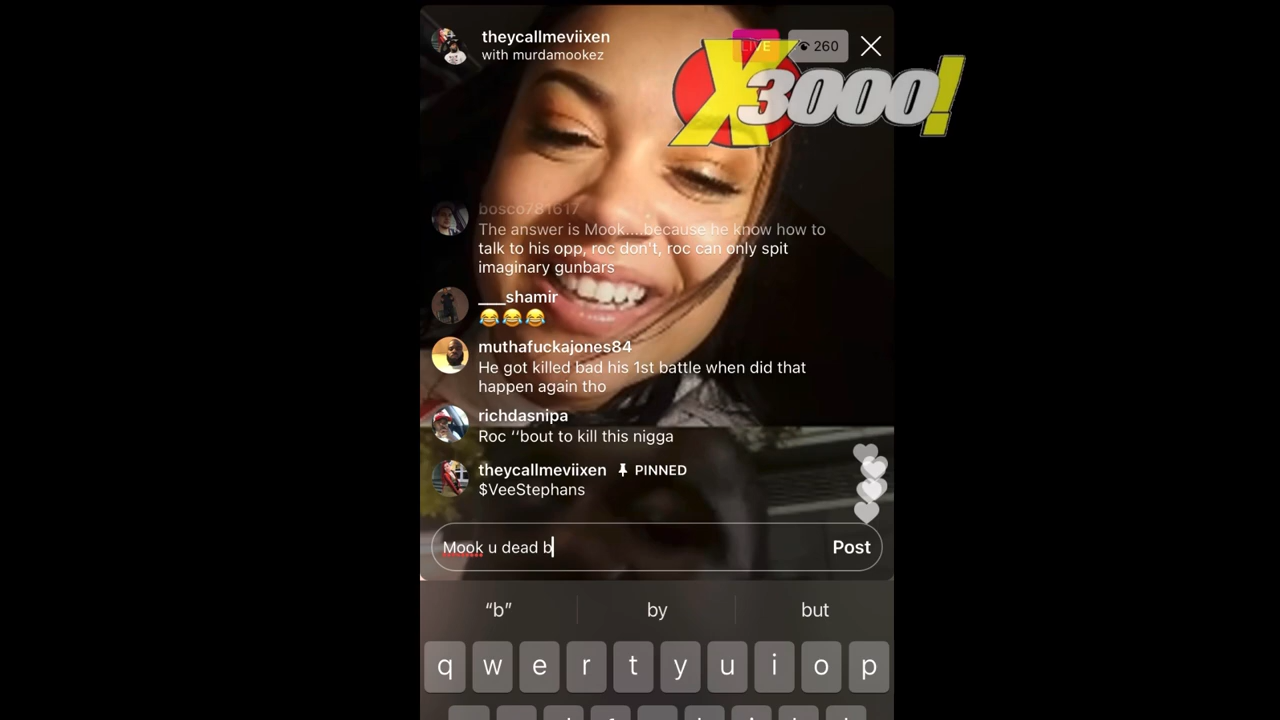 theycallmeviixen
with murdamookez
LIVE
260
X3000!
bosco781617
The answer is Mook....because he know how to
talk to his opp, roc don't, roc can only spit
imaginary gunbars
___shamir
😂😂😂
muthafuckajones84
He got killed bad his 1st battle when did that
happen again tho
richdasnipa
Roc ‘‘bout to kill this nigga
theycallmeviixen PINNED
$VeeStephans
Mook u dead b
Post
“b” by but
q w e r t y u i o p